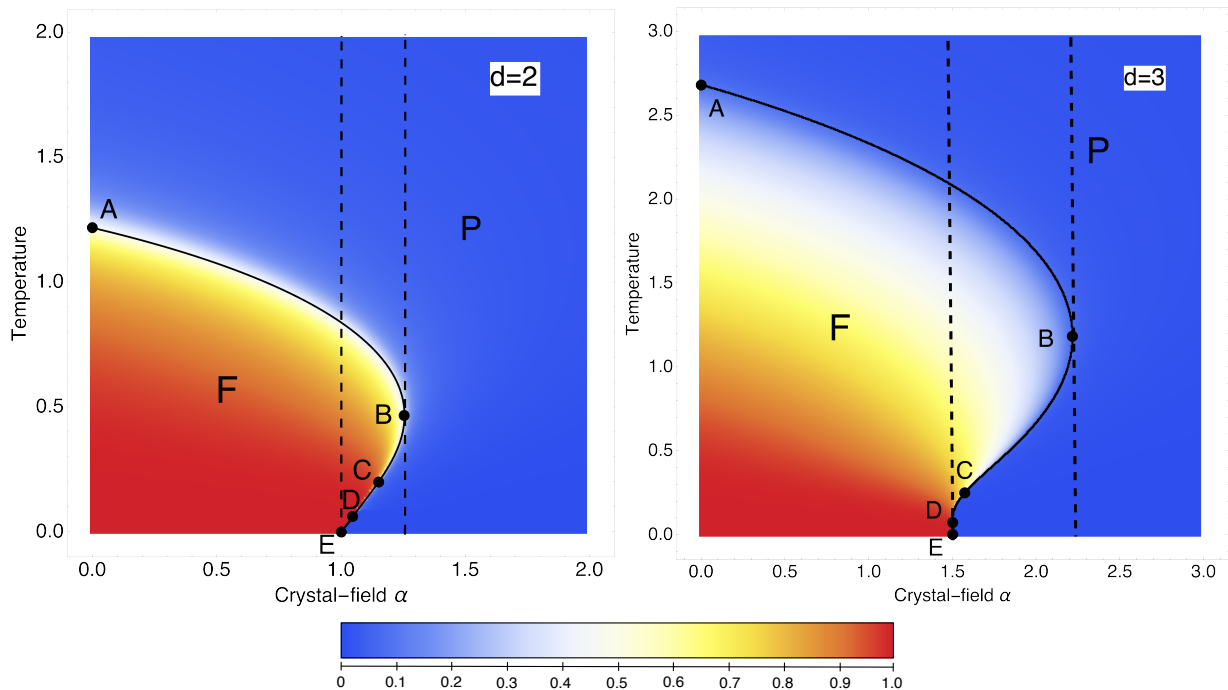 2.0
1.5
1.0
0.5
0.0
Temperature
d=2
A
P
F
B
C
D
E
0.0 0.5 1.0 1.5 2.0
Crystal-field α
3.0
2.5
2.0
1.5
1.0
0.5
0.0
Temperature
d=3
A
P
F
B
C
D
E
0.0 0.5 1.0 1.5 2.0 2.5 3.0
Crystal-field α
0 0.1 0.2 0.3 0.4 0.5 0.6 0.7 0.8 0.9 1.0